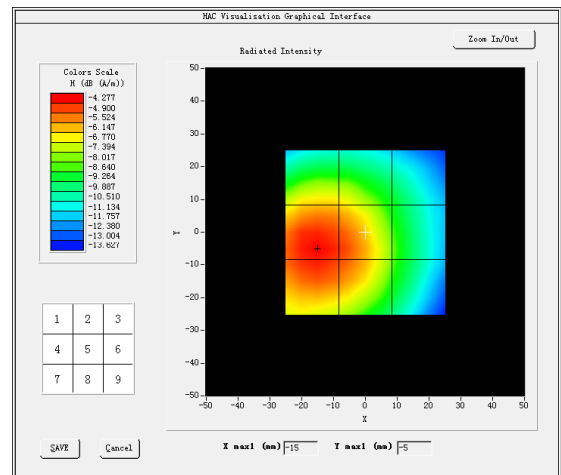 HAC Visualisation Graphical Interface
Zoom In/Out
Radiated Intensity
Colors Scale
H (dB (A/m))
-4.277
-4.900
-5.524
-6.147
-6.770
-7.394
-8.017
-8.640
-9.264
-9.887
-10.510
-11.134
-11.757
-12.380
-13.004
-13.627
50
40
30
20
10
0
-10
-20
-30
-40
-50
Y
-50 -40 -30 -20 -10 0 10 20 30 40 50
X
1 2 3
4 5 6
7 8 9
SAVE Cancel
X max1 (mm) -15 Y max1 (mm) -5